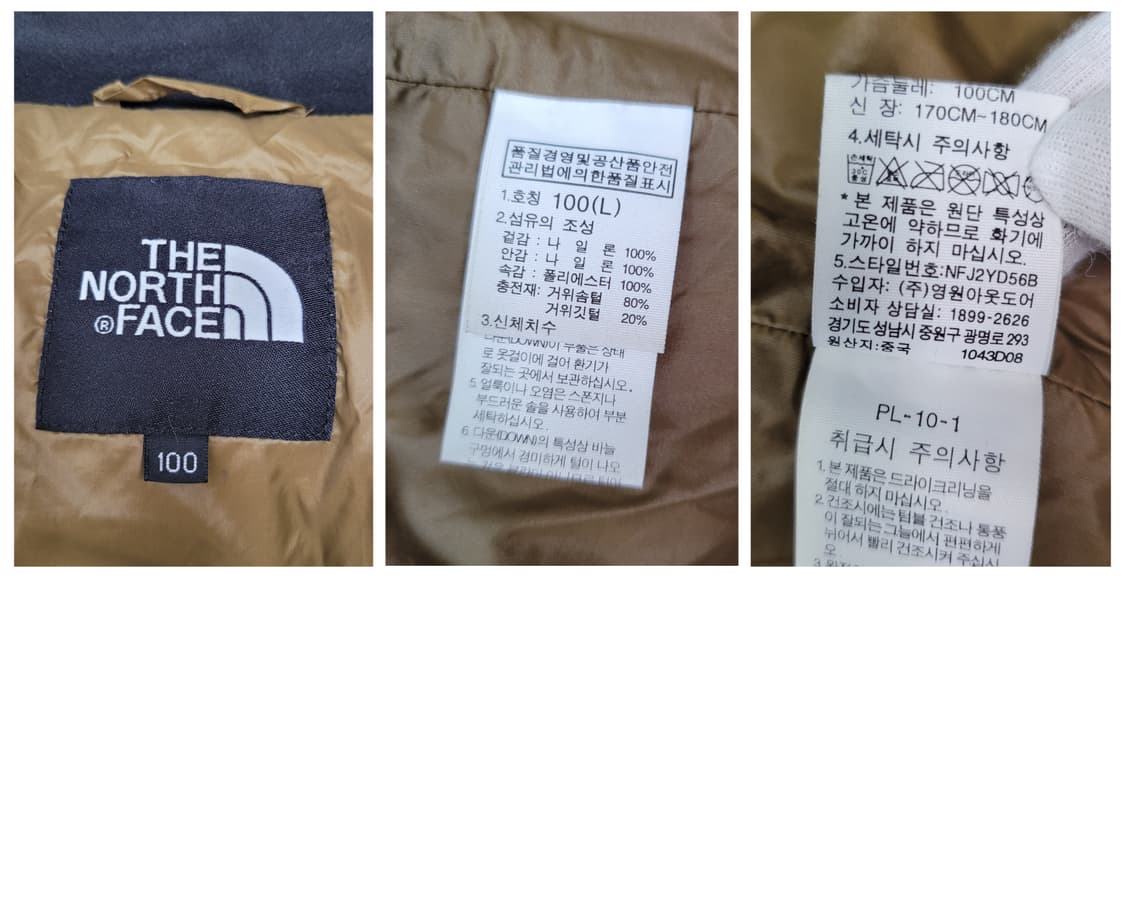 THE
NORTH
®FACE
100
품질경영및공산품안전
관리법에의한품질표시
1.호칭 100(L)
2.섬유의 조성
겉감 : 나 일 론 100%
안감 : 나 일 론 100%
속감 : 폴리에스터 100%
충전재: 거위솜털 80%
거위깃털 20%
3.신체치수
로 옷걸이에 걸어 환기가
잘되는 곳에서 보관하십시오.
5. 얼룩이나 오염은 스폰지나
부드러운 솔을 사용하여 부분
세탁하십시오.
6. 다운(DOWN)의 특성상 바늘
구멍에서 경미하게 털이 나오
가슴둘레: 100CM
신 장: 170CM~180CM
4.세탁시 주의사항
*본 제품은 원단 특성상
고온에 약하므로 화기에
가까이 하지 마십시오.
5.스타일번호:NFJ2YD56B
수입자: (주)영원아웃도어
소비자 상담실: 1899-2626
경기도 성남시 중원구 광명로 293
원산지:중국 1043D08
PL-10-1
취급시 주의사항
1. 본 제품은 드라이크리닝을
절대 하지 마십시오.
2. 건조시에는 텀블 건조나 통풍
이 잘되는 그늘에서 편편하게
뉘어서 빨리 건조시켜 주십시
오.